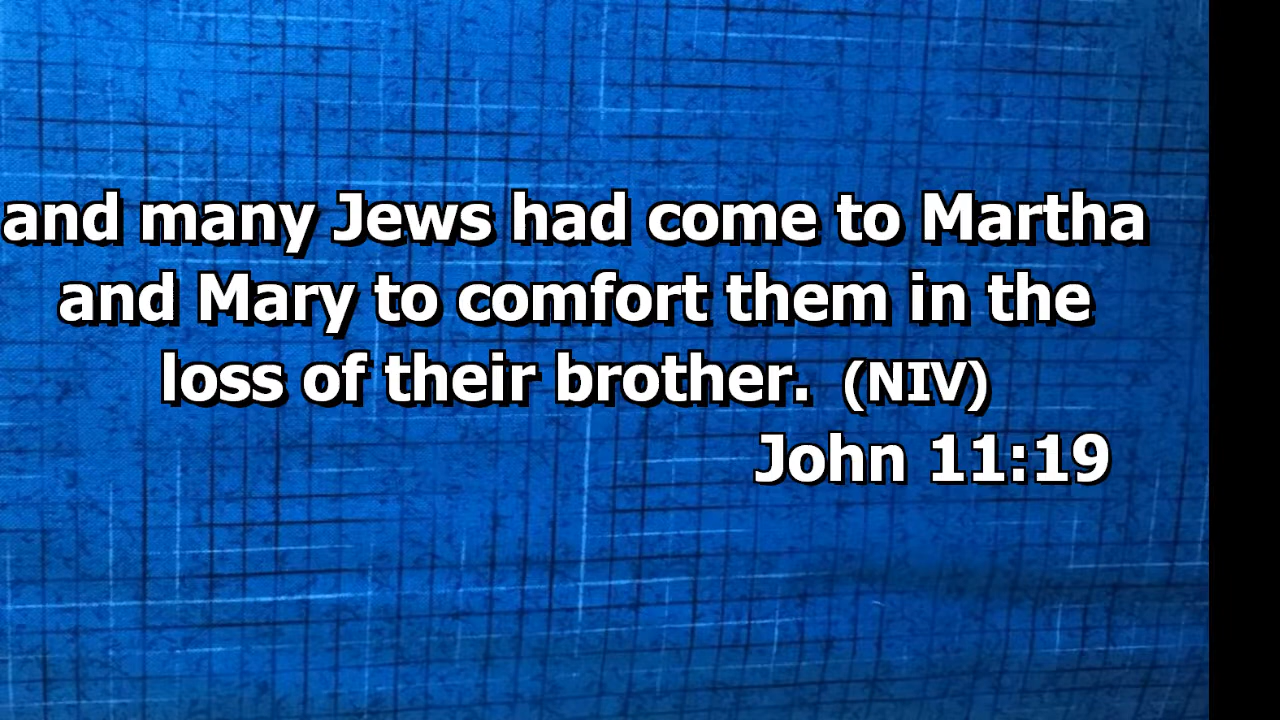 and many Jews had come to Martha
and Mary to comfort them in the
loss of their brother. (NIV)
John 11:19